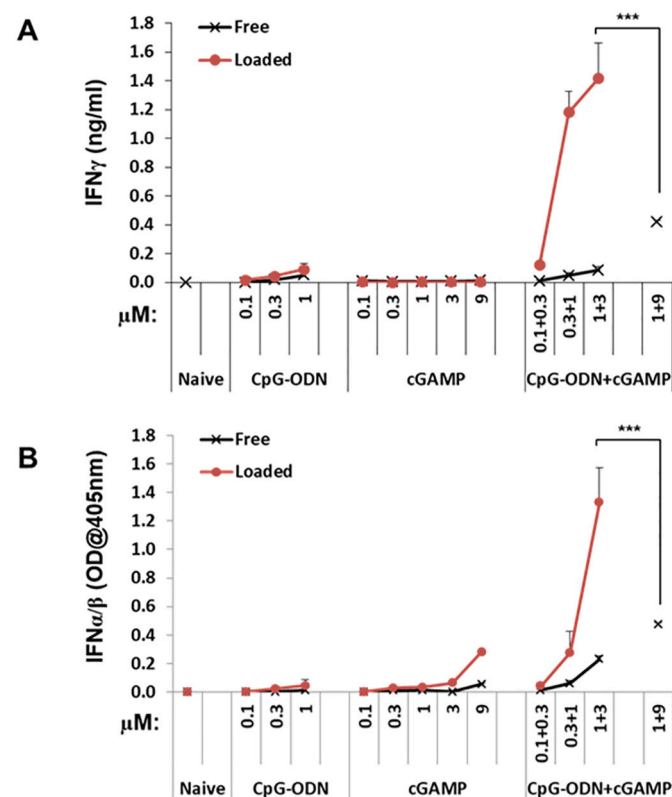 A
IFNγ (ng/ml)
1.8
1.6
1.4
1.2
1.0
0.8
0.6
0.4
0.2
0.0
Free
Loaded
***
μM:
0.1
0.3
1
0.1
0.3
1
3
9
0.1+0.3
0.3+1
1+3
1+9
Naive
CpG-ODN
cGAMP
CpG-ODN+cGAMP
B
IFNα/β (OD@405nm)
1.8
1.6
1.4
1.2
1.0
0.8
0.6
0.4
0.2
0.0
Free
Loaded
***
μM:
0.1
0.3
1
0.1
0.3
1
3
9
0.1+0.3
0.3+1
1+3
1+9
Naive
CpG-ODN
cGAMP
CpG-ODN+cGAMP